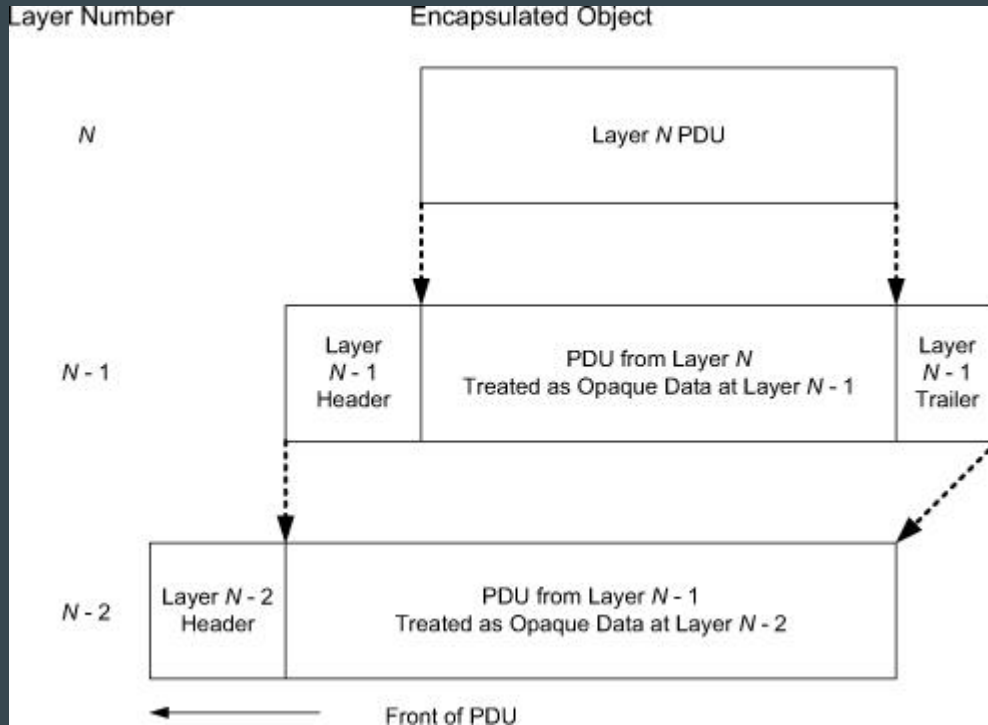 Layer Number
Encapsulated Object
N
Layer N PDU
N - 1
Layer
N - 1
Header
PDU from Layer N
Treated as Opaque Data at Layer N - 1
Layer
N - 1
Trailer
N - 2
Layer N - 2
Header
PDU from Layer N - 1
Treated as Opaque Data at Layer N - 2
Front of PDU